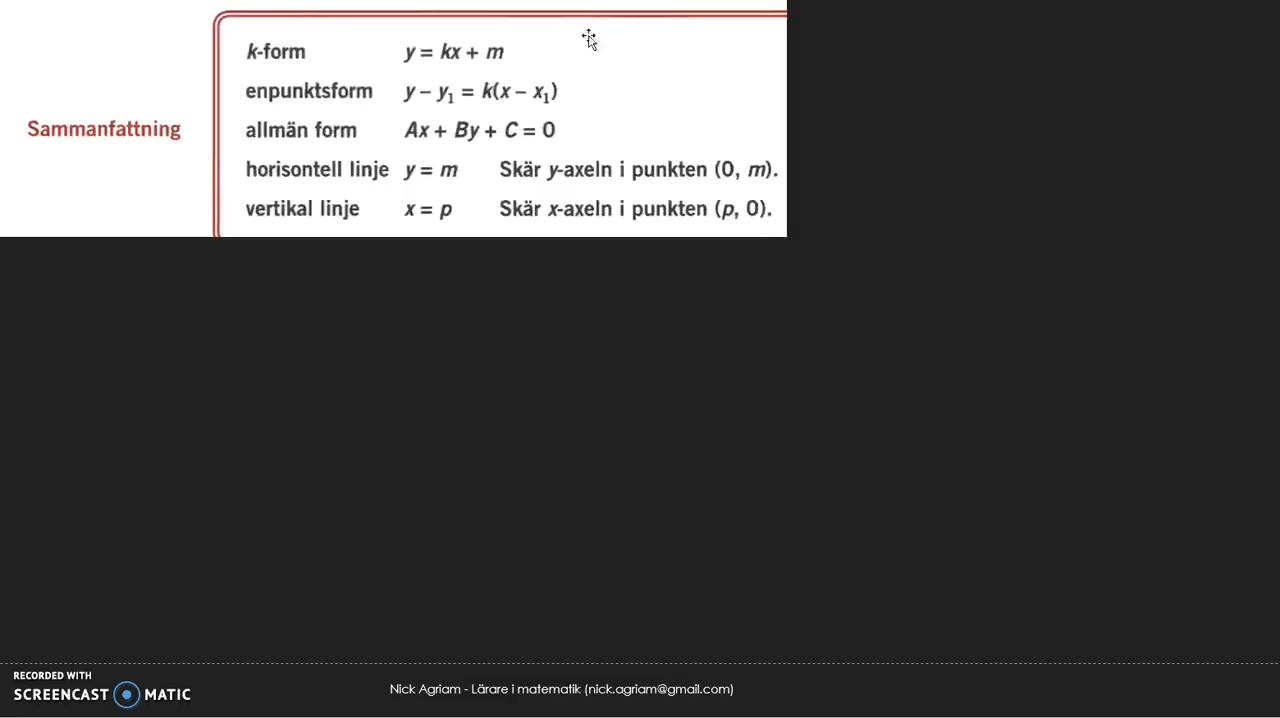 k-form y = kx + m
enpunktsform y – y₁ = k(x – x₁)
Sammanfattning
allmän form Ax + By + C = 0
horisontell linje y = m Skär y-axeln i punkten (0, m).
vertikal linje x = p Skär x-axeln i punkten (p, 0).
RECORDED WITH
SCREENCAST MATIC
Nick Agriam - Lärare i matematik (nick.agriam@gmail.com)